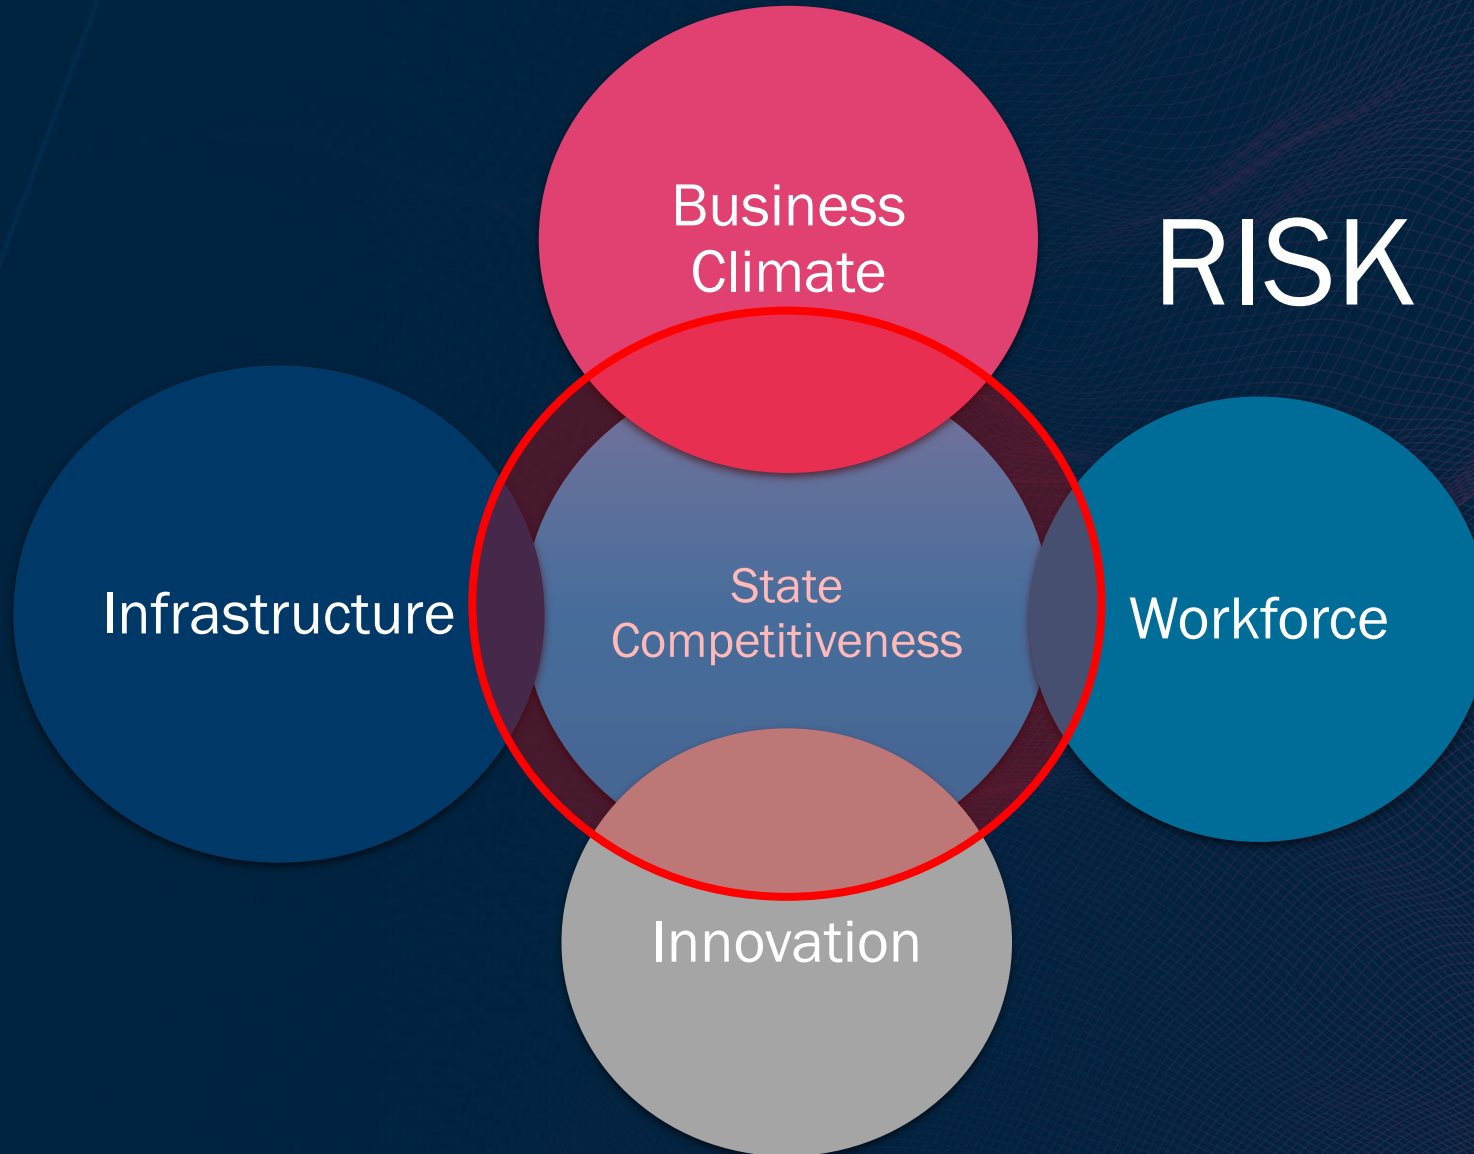 Business
Climate
RISK
Infrastructure
State
Competitiveness
Workforce
Innovation